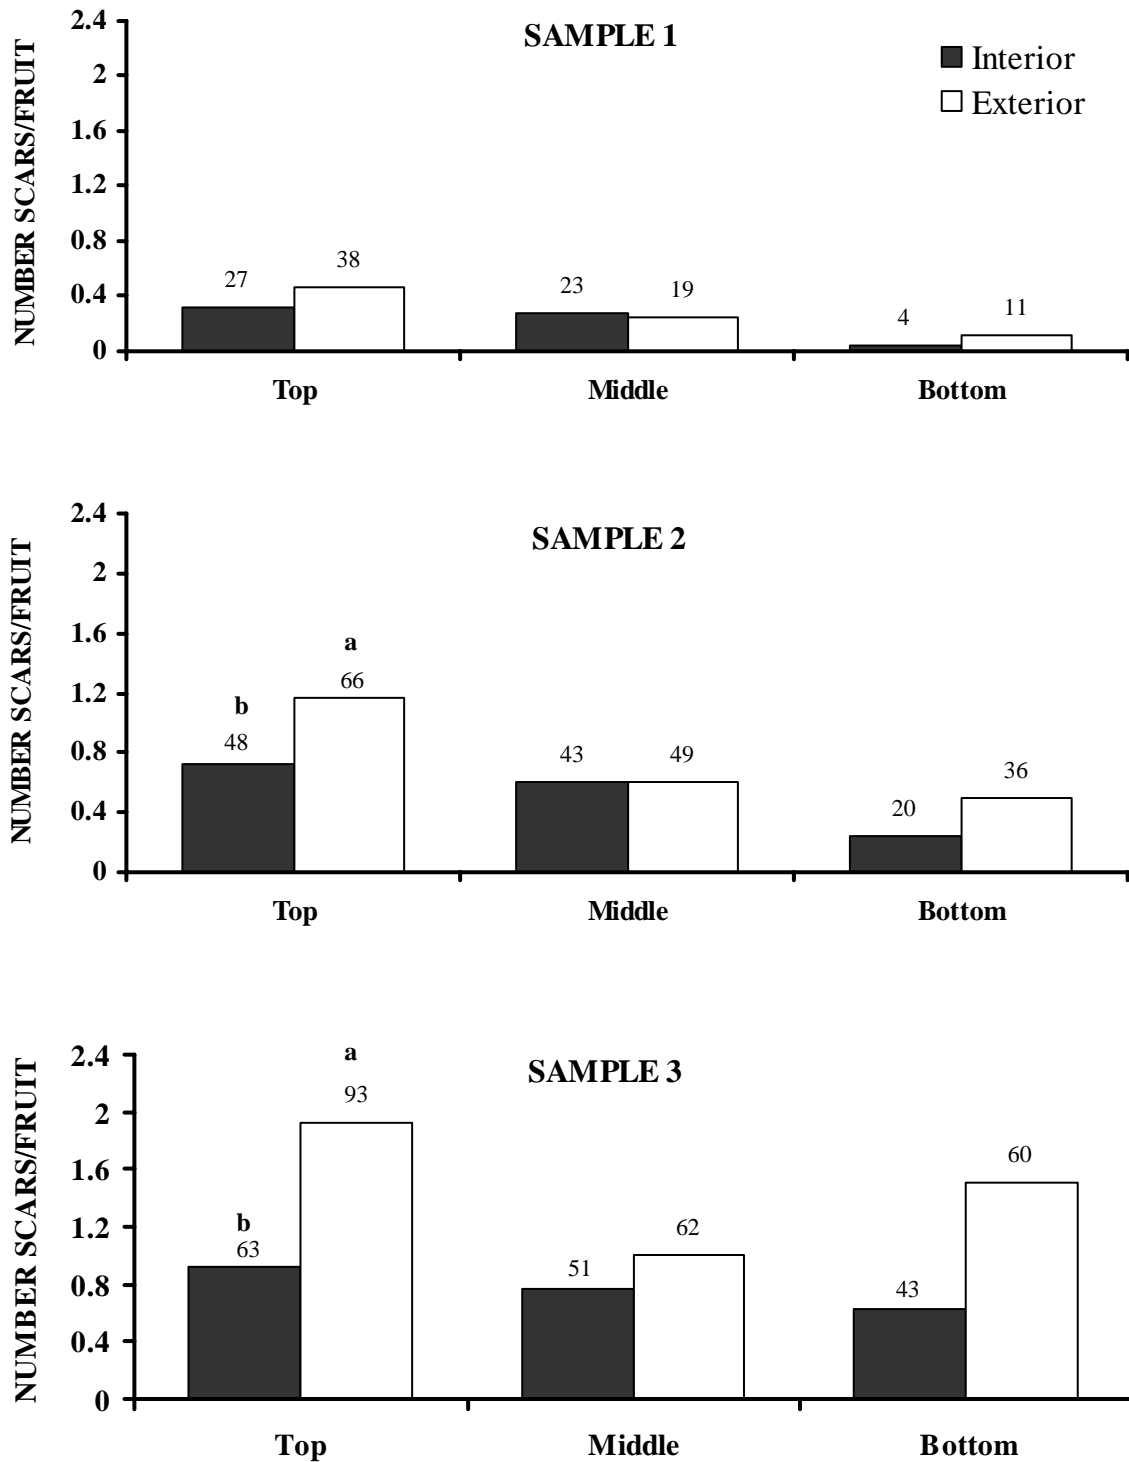 SAMPLE 1
Interior
Exterior
NUMBER SCARS/FRUIT
2.4
2
1.6
1.2
0.8
0.4
0
27
38
23
19
4
11
Top Middle Bottom
SAMPLE 2
NUMBER SCARS/FRUIT
2.4
2
1.6
1.2
0.8
0.4
0
b
48
a
66
43
49
20
36
Top Middle Bottom
SAMPLE 3
NUMBER SCARS/FRUIT
2.4
2
1.6
1.2
0.8
0.4
0
b
63
a
93
51
62
43
60
Top Middle Bottom